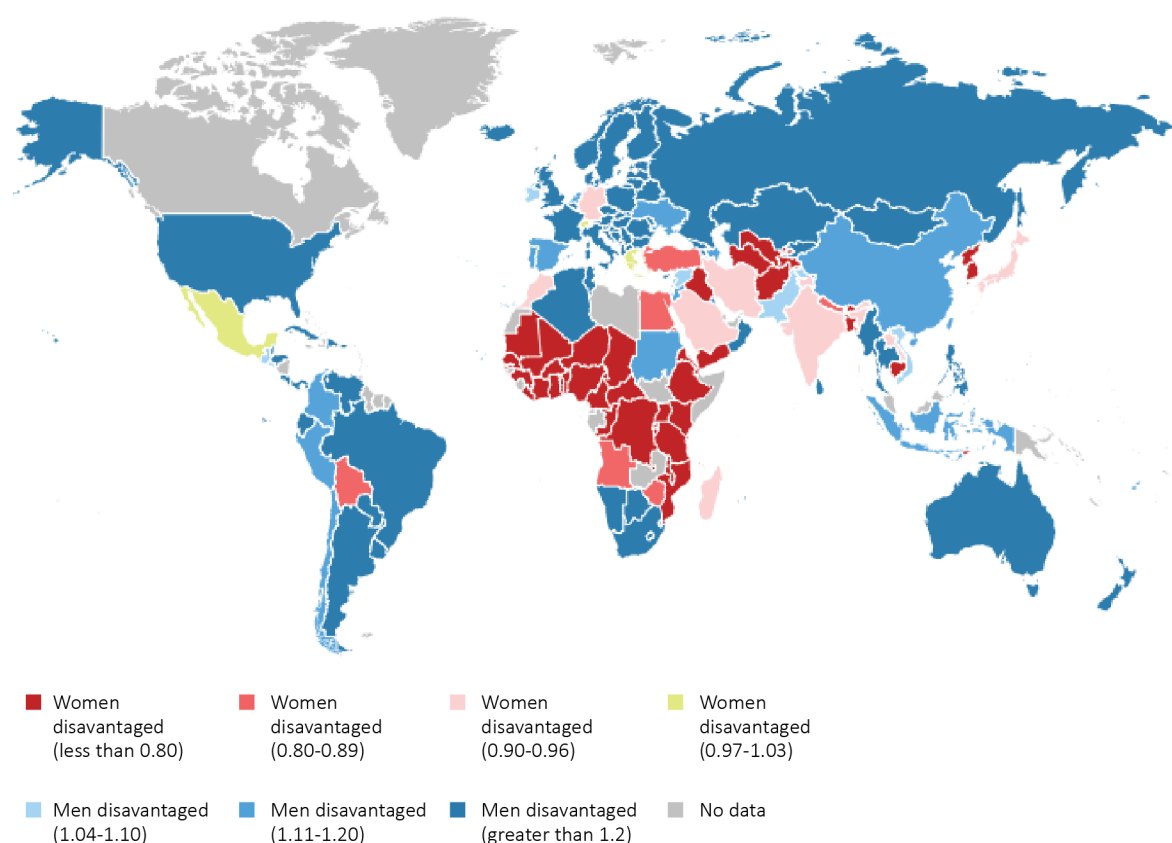 Women
disavantaged
(less than 0.80)
Women
disavantaged
(0.80-0.89)
Women
disavantaged
(0.90-0.96)
Women
disavantaged
(0.97-1.03)
Men disavantaged
(1.04-1.10)
Men disavantaged
(1.11-1.20)
Men disavantaged
(greater than 1.2)
No data